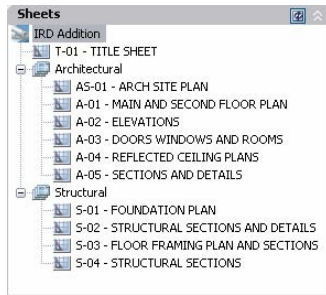 Sheets
IRD Addition
T-01 - TITLE SHEET
Architectural
AS-01 - ARCH SITE PLAN
A-01 - MAIN AND SECOND FLOOR PLAN
A-02 - ELEVATIONS
A-03 - DOORS WINDOWS AND ROOMS
A-04 - REFLECTED CEILING PLANS
A-05 - SECTIONS AND DETAILS
Structural
S-01 - FOUNDATION PLAN
S-02 - STRUCTURAL SECTIONS AND DETAILS
S-03 - FLOOR FRAMING PLAN AND SECTIONS
S-04 - STRUCTURAL SECTIONS